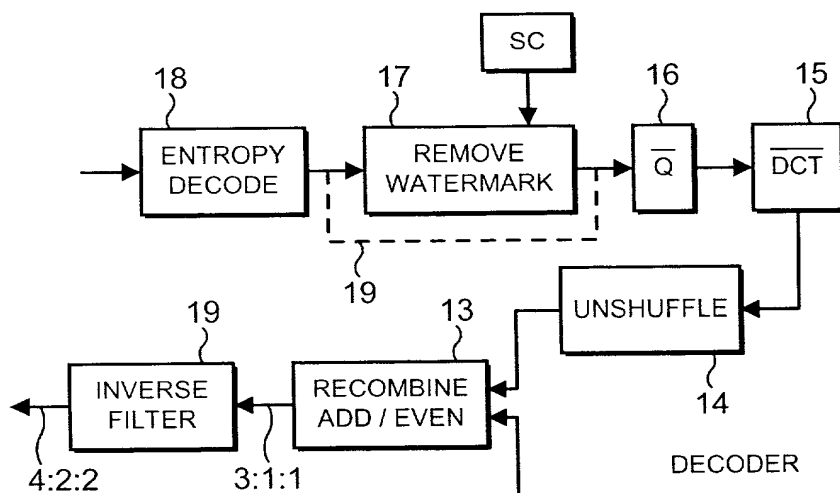 SC
18
17
16
15
ENTROPY
DECODE
REMOVE
WATERMARK
Q
DCT
19
UNSHUFFLE
14
19
13
INVERSE
FILTER
RECOMBINE
ADD / EVEN
4:2:2
3:1:1
DECODER